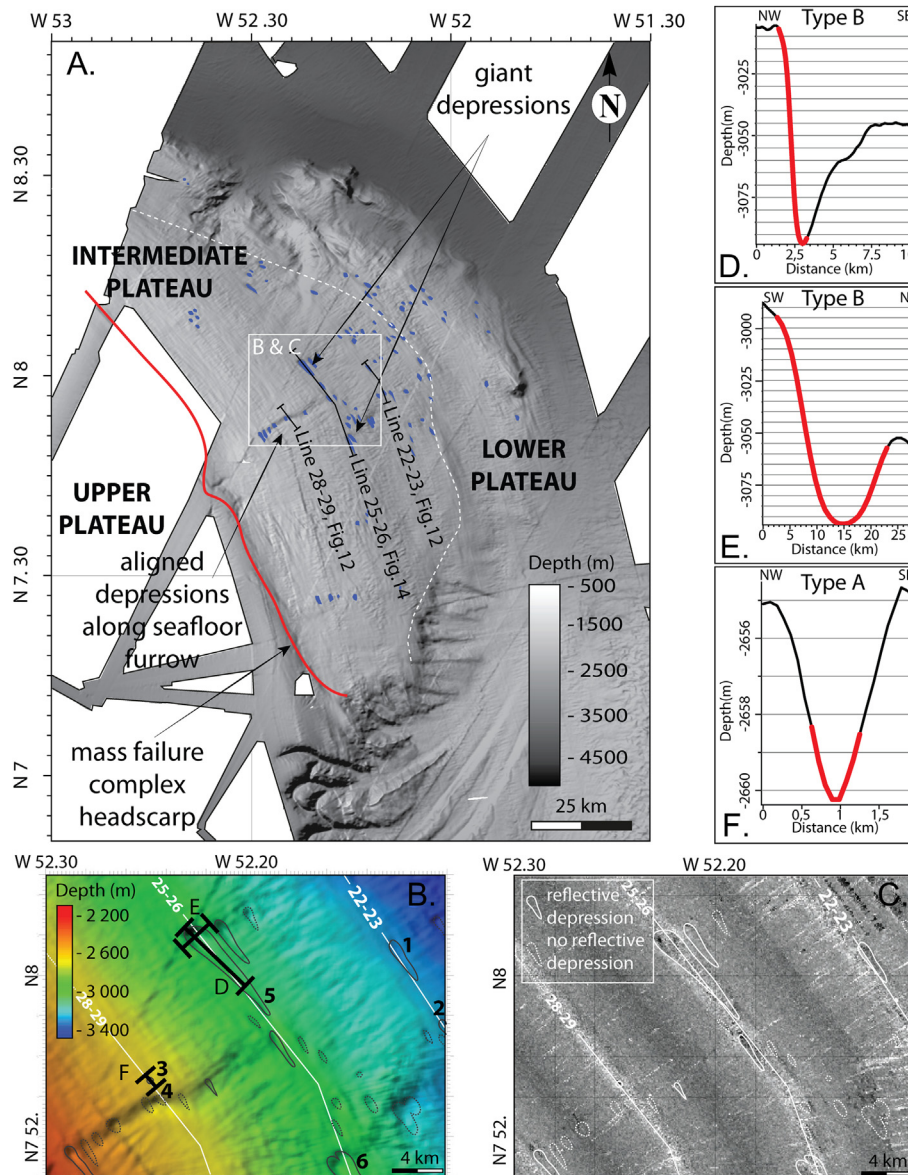 W 53
W 52 .30
W 52
W 51.30
A.
giant
depressions
N
N 8.30
INTERMEDIATE
PLATEAU
B & C
N 8
Line 28-29, Fig.12
Line 25-26, Fig.14
Line 22-23, Fig.12
LOWER
PLATEAU
UPPER
PLATEAU
aligned
depressions
along seafloor
furrow
N 7.30
Depth (m)
- 500
- 1500
- 2500
- 3500
- 4500
mass failure
complex
headscarp
N 7
25 km
NW
Type B
SE
Depth(m)
-3025
-3050
-3075
D.
0
2,5
5
7.5
10
Distance (km)
SW
Type B
N
Depth(m)
-3000
-3025
-3050
-3075
E.
0
5
10
15
20
25
Distance (km)
NW
Type A
SE
Depth(m)
-2656
-2658
-2660
F.
0
0,5
1
1,5
Distance (km)
W 52.30
W 52.20
B.
Depth (m)
- 2 200
- 2 600
- 3 000
- 3 400
25-26
22-23
28-29
E
D
F
1
2
3
4
5
6
N8
N7 52.
4 km
W 52.30
W 52.20
C.
reflective
depression
no reflective
depression
25-26
22-23
28-29
N8
N7 52.
4 km